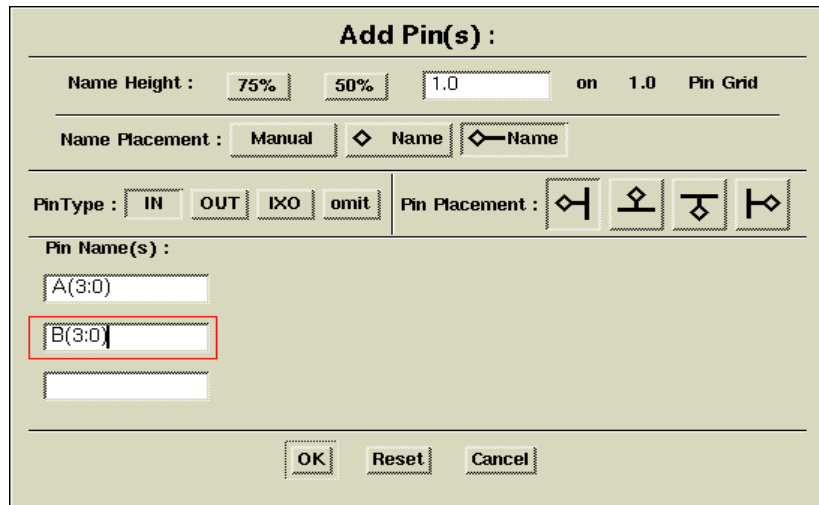 Add Pin(s) :
Name Height : 75% 50% 1.0 on 1.0 Pin Grid
Name Placement : Manual Name Name
PinType : IN OUT IXO omit Pin Placement :
Pin Name(s) :
A(3:0)
B(3:0)
OK Reset Cancel